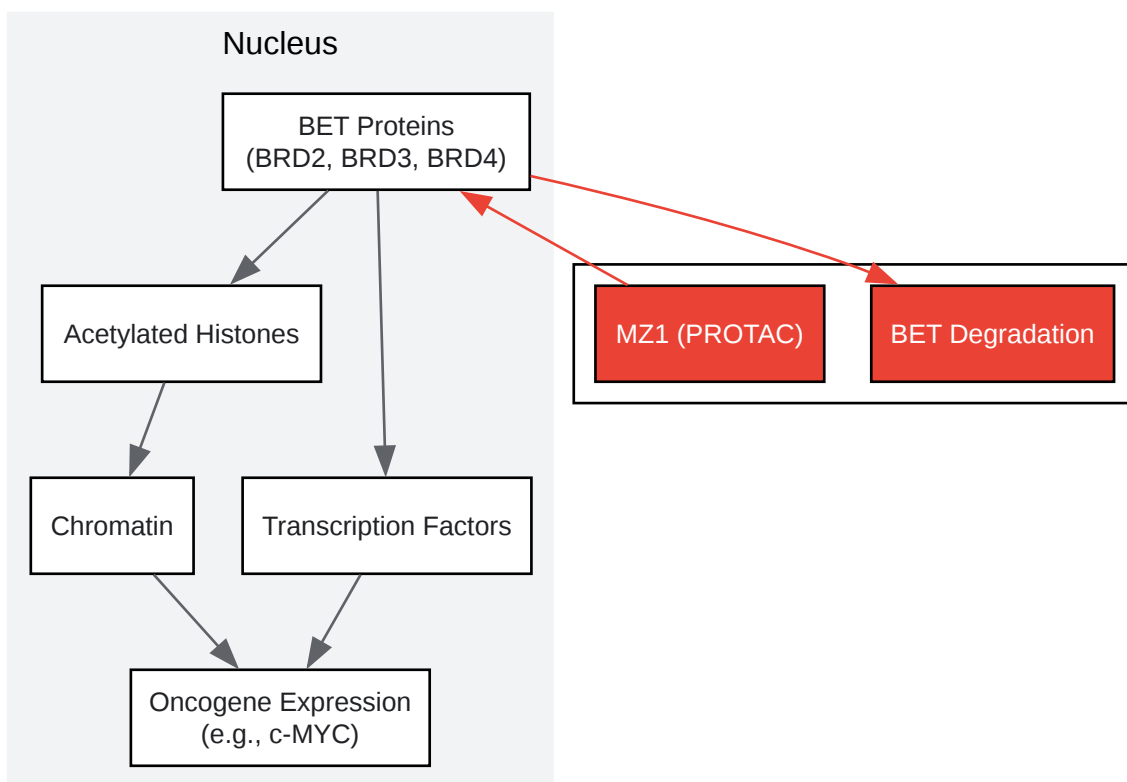 Nucleus
BET Proteins
(BRD2, BRD3, BRD4)
Acetylated Histones
MZ1 (PROTAC)
BET Degradation
Chromatin
Transcription Factors
Oncogene Expression
(e.g., c-MYC)